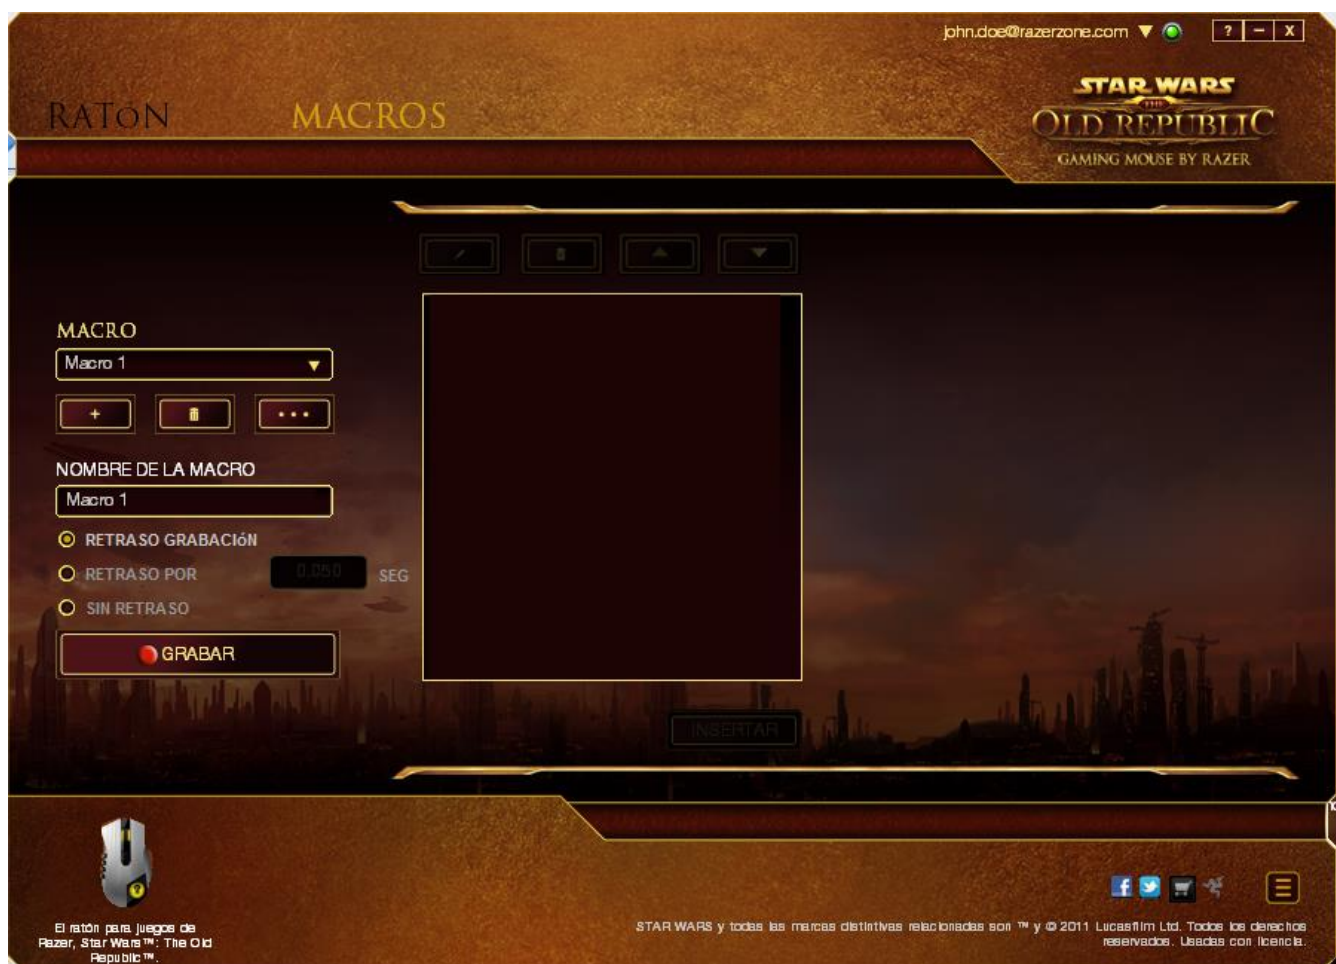 john.doe@razerzone.com
? – X
RATóN MACROS
STAR WARS
THE
OLD REPUBLIC
GAMING MOUSE BY RAZER
MACRO
Macro 1
+
NOMBRE DE LA MACRO
Macro 1
RETRASO GRABACIóN
RETRASO POR 0.050 SEG
SIN RETRASO
GRABAR
INSERTAR
El ratón para juegos de
Razer, Star Wars™: The Old
Republic™.
STAR WARS y todas las marcas distintivas relacionadas son ™ y © 2011 Lucasfilm Ltd. Todos los derechos
reservados. Usadas con licencia.